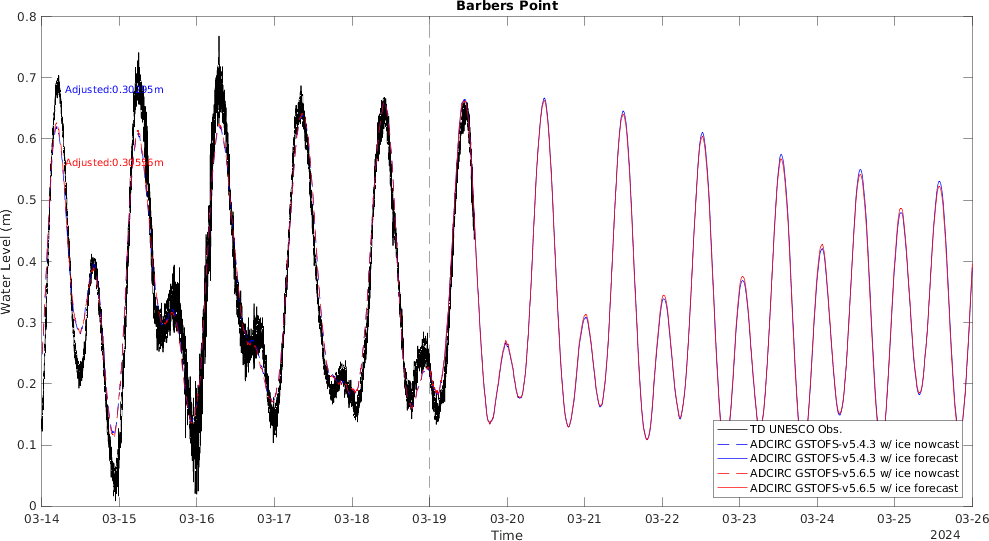 Barbers Point
0.8
0.7
0.6
0.5
0.4
0.3
0.2
0.1
0
Water Level (m)
Adjusted:0.30595m
TD UNESCO Obs.
ADCIRC GSTOFS-v5.4.3 w/ ice nowcast
ADCIRC GSTOFS-v5.4.3 w/ ice forecast
ADCIRC GSTOFS-v5.6.5 w/ ice nowcast
ADCIRC GSTOFS-v5.6.5 w/ ice forecast
03-14 03-15 03-16 03-17 03-18 03-19 03-20 03-21 03-22 03-23 03-24 03-25 03-26
Time
2024